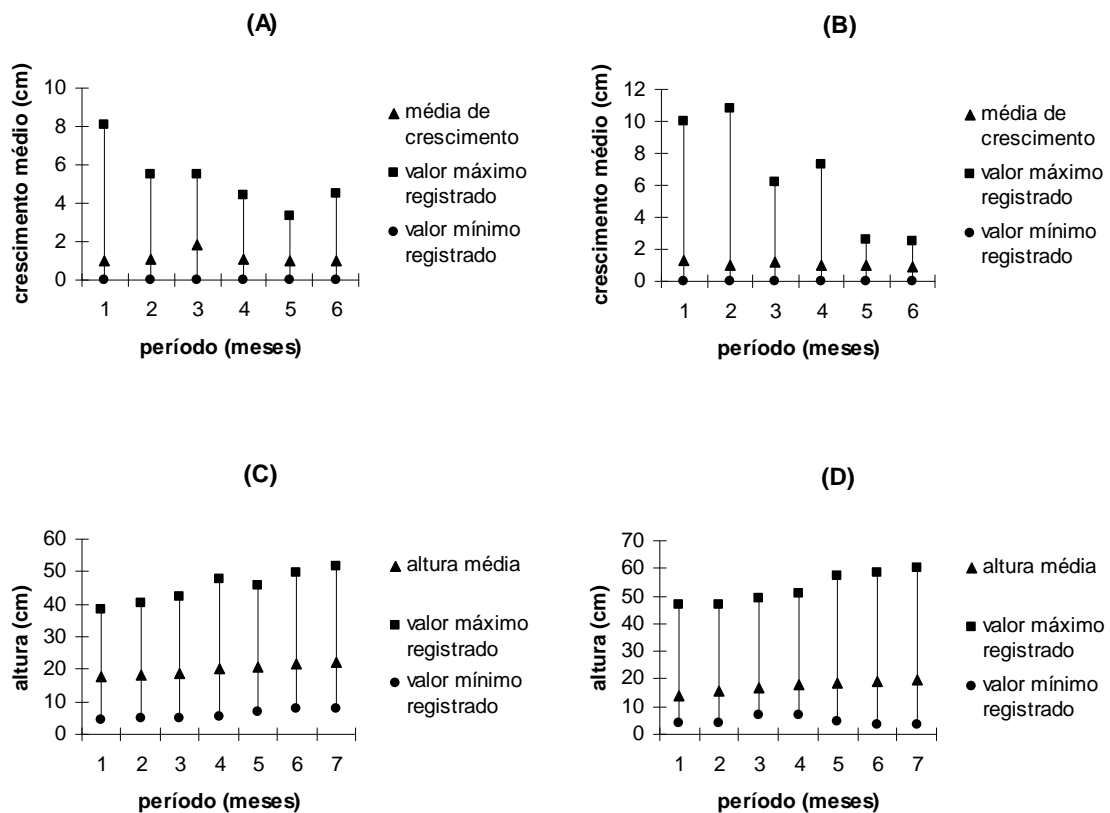 (A)
crescimento médio (cm)
10
8
6
4
2
0
1 2 3 4 5 6
período (meses)
média de
crescimento
valor máximo
registrado
valor mínimo
registrado
(B)
crescimento médio (cm)
12
10
8
6
4
2
0
1 2 3 4 5 6
período (meses)
média de
crescimento
valor máximo
registrado
valor mínimo
registrado
(C)
altura (cm)
60
50
40
30
20
10
0
1 2 3 4 5 6 7
período (meses)
altura média
valor máximo
registrado
valor mínimo
registrado
(D)
altura (cm)
70
60
50
40
30
20
10
0
1 2 3 4 5 6 7
período (meses)
altura média
valor máximo
registrado
valor mínimo
registrado